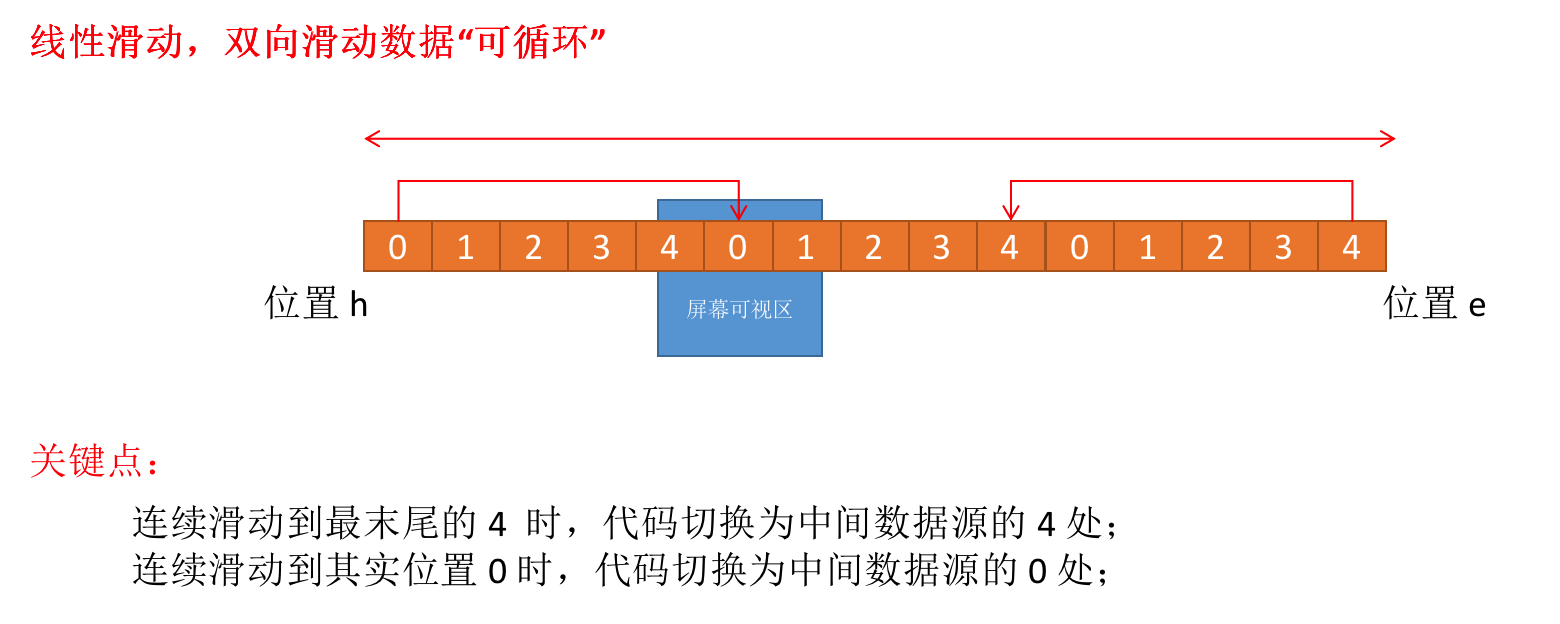 线性滑动，双向滑动数据“可循环”
0 1 2 3 4 0 1 2 3 4 0 1 2 3 4
位置 h
屏幕可视区
位置 e
关键点：
连续滑动到最末尾的 4 时，代码切换为中间数据源的 4 处；
连续滑动到其实位置 0 时，代码切换为中间数据源的 0 处；